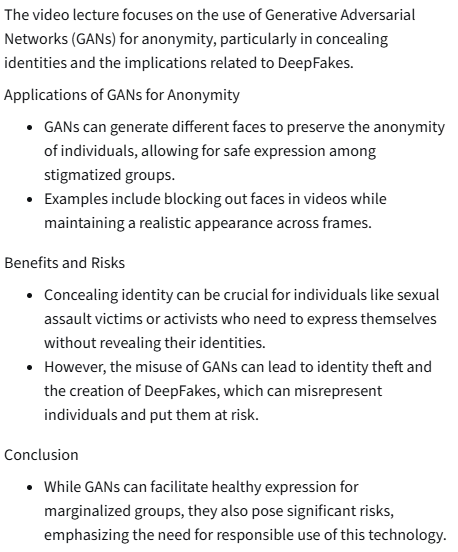 The video lecture focuses on the use of Generative Adversarial
Networks (GANs) for anonymity, particularly in concealing
identities and the implications related to DeepFakes.
Applications of GANs for Anonymity
• GANs can generate different faces to preserve the anonymity
of individuals, allowing for safe expression among
stigmatized groups.
• Examples include blocking out faces in videos while
maintaining a realistic appearance across frames.
Benefits and Risks
• Concealing identity can be crucial for individuals like sexual
assault victims or activists who need to express themselves
without revealing their identities.
• However, the misuse of GANs can lead to identity theft and
the creation of DeepFakes, which can misrepresent
individuals and put them at risk.
Conclusion
• While GANs can facilitate healthy expression for
marginalized groups, they also pose significant risks,
emphasizing the need for responsible use of this technology.